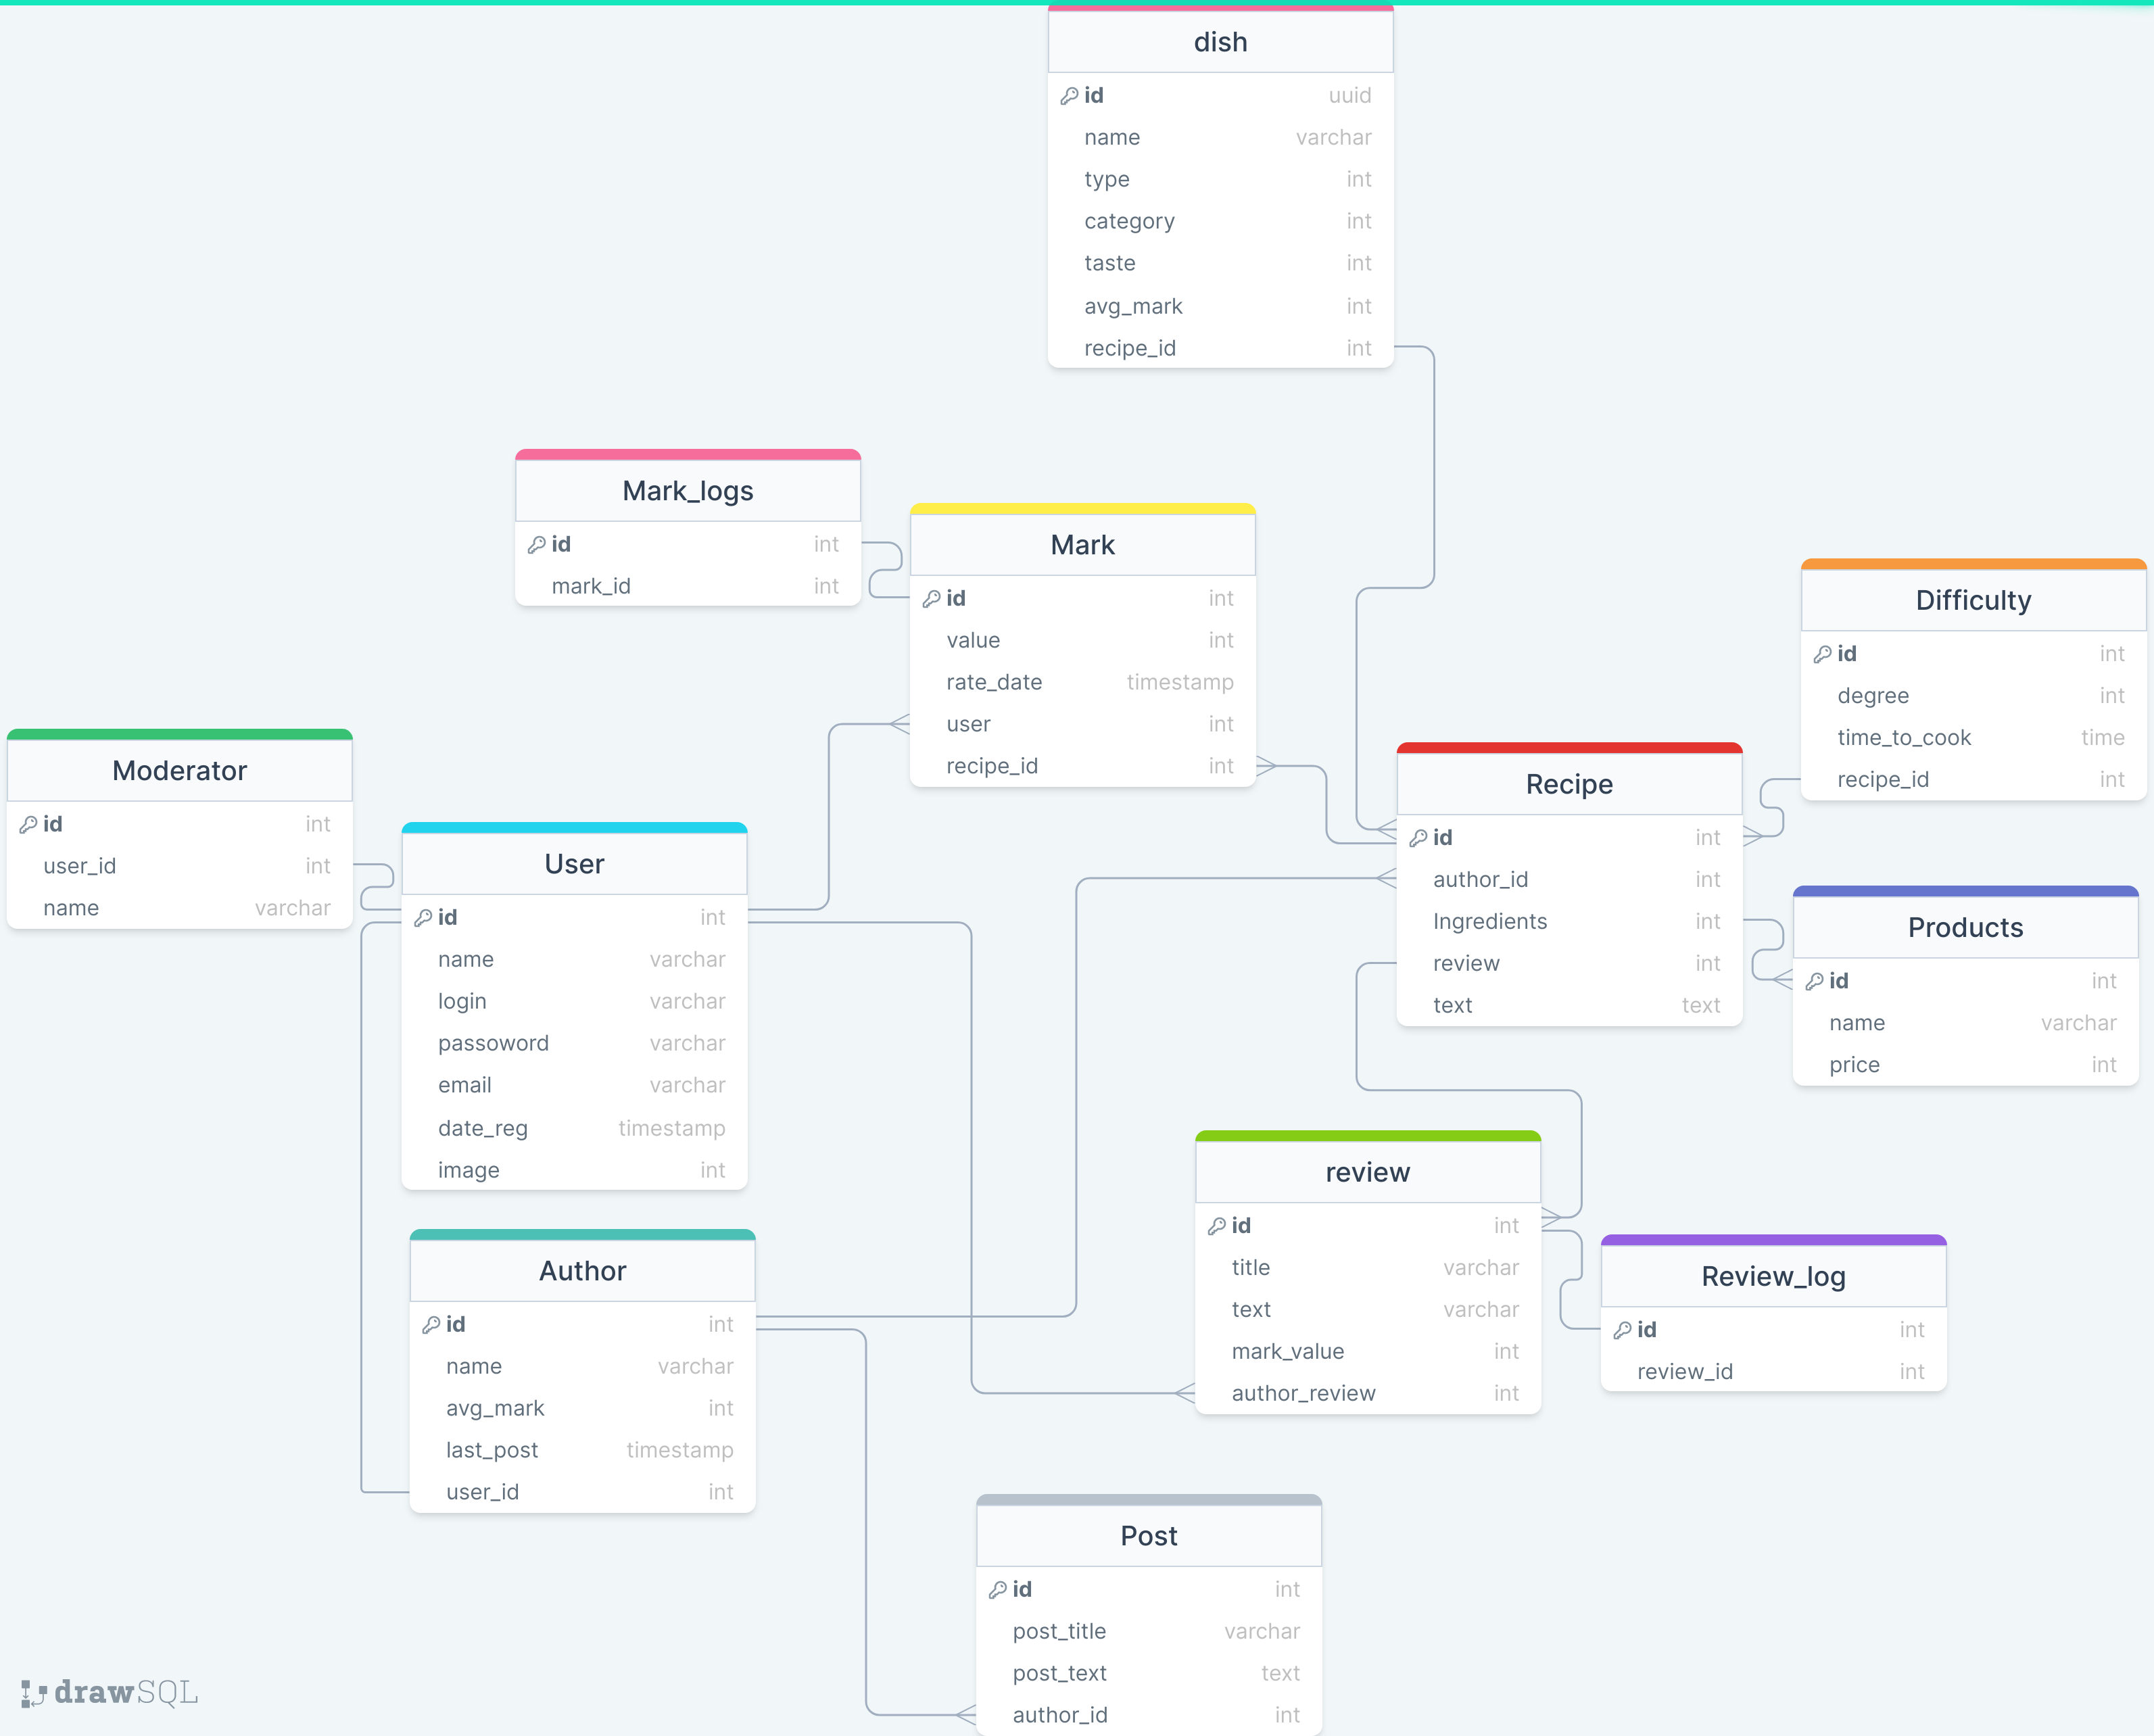 dish
id uuid
name varchar
type int
category int
taste int
avg_mark int
recipe_id int
Mark_logs
id int
mark_id int
Mark
id int
value int
rate_date timestamp
user int
recipe_id int
Difficulty
id int
degree int
time_to_cook time
recipe_id int
Moderator
id int
user_id int
name varchar
User
id int
name varchar
login varchar
passoword varchar
email varchar
date_reg timestamp
image int
Recipe
id int
author_id int
Ingredients int
review int
text text
Products
id int
name varchar
price int
review
id int
title varchar
text varchar
mark_value int
author_review int
Review_log
id int
review_id int
Author
id int
name varchar
avg_mark int
last_post timestamp
user_id int
Post
id int
post_title varchar
post_text text
author_id int
drawSQL